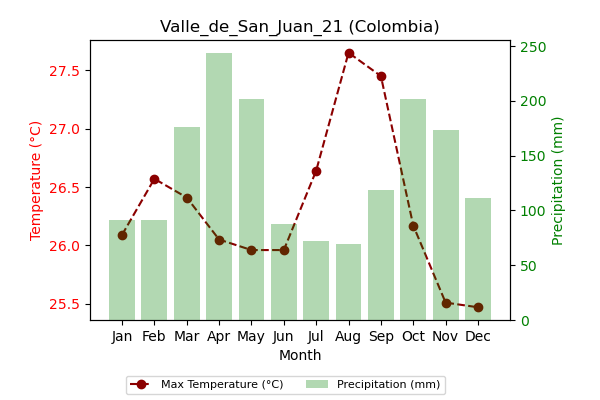 Valle_de_San_Juan_21 (Colombia)
27.5
27.0
26.5
26.0
25.5
Temperature (°C)
250
200
150
100
50
0
Precipitation (mm)
Jan Feb Mar Apr May Jun Jul Aug Sep Oct Nov Dec
Month
Max Temperature (°C) Precipitation (mm)